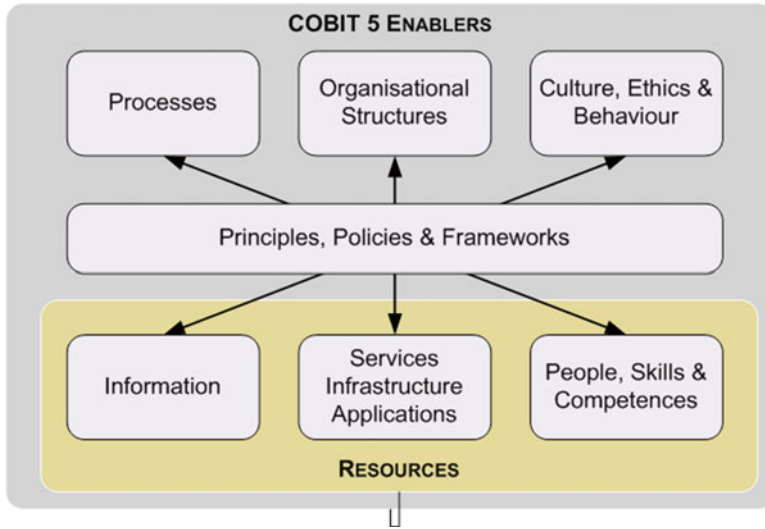 COBIT 5 ENABLERS
Processes
Organisational
Structures
Culture, Ethics &
Behaviour
Principles, Policies & Frameworks
Information
Services
Infrastructure
Applications
People, Skills &
Competences
RESOURCES